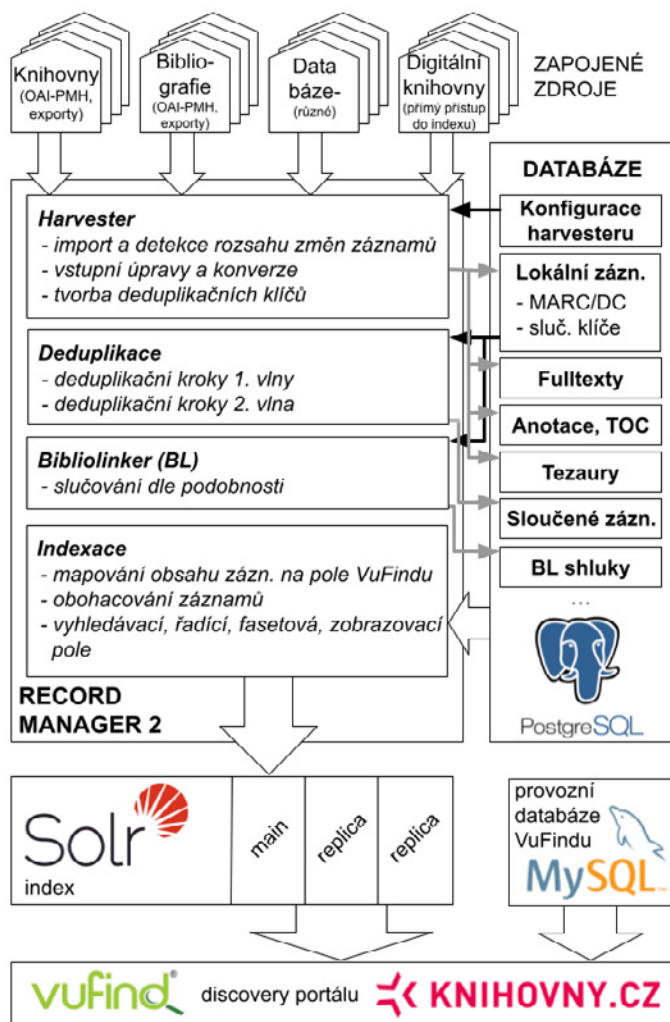 Knihovny
(OAI-PMH,
exporty)
Biblio-
grafie
(OAI-PMH,
exporty)
Data
báze-
(různé)
Digitální
knihovny
(přímý přístup
do indexu)
ZAPOJENÉ
ZDROJE
Harvester
- import a detekce rozsahu změn záznamů
- vstupní úpravy a konverze
- tvorba deduplikačních klíčů
Deduplikace
- deduplikační kroky 1. vlny
- deduplikační kroky 2. vlna
Bibliolinker (BL)
- slučování dle podobnosti
Indexace
- mapování obsahu zázn. na pole VuFindu
- obohacování záznamů
- vyhledávací, řadící, fasetová, zobrazovací
pole
RECORD
MANAGER 2
DATABÁZE
Konfigurace
harvesteru
Lokální zázn.
- MARC/DC
- sluč. klíče
Fulltexty
Anotace, TOC
Tezaury
Sloučené zázn.
BL shluky
...
PostgreSQL
Solr
index
main
replica
replica
provozní
databáze
VuFindu
MySQL
vufind
discovery portálu
KNIHOVNY.CZ